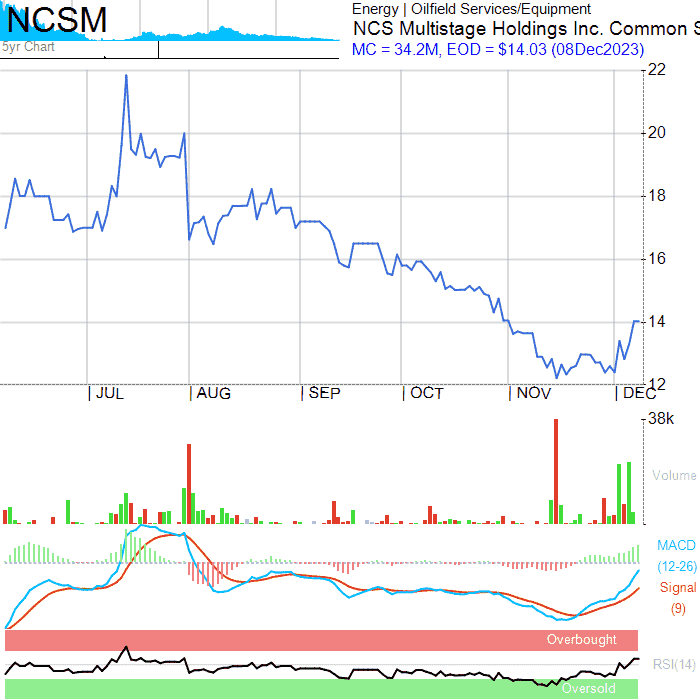 NCSM
5yr Chart
Energy | Oilfield Services/Equipment
NCS Multistage Holdings Inc. Common S
MC = 34.2M, EOD = $14.03 (08Dec2023)
22
20
18
16
14
12
| JUL | AUG | SEP | OCT | NOV | DEC
38k
Volume
MACD
(12-26)
Signal
(9)
Overbought
RSI(14)
Oversold